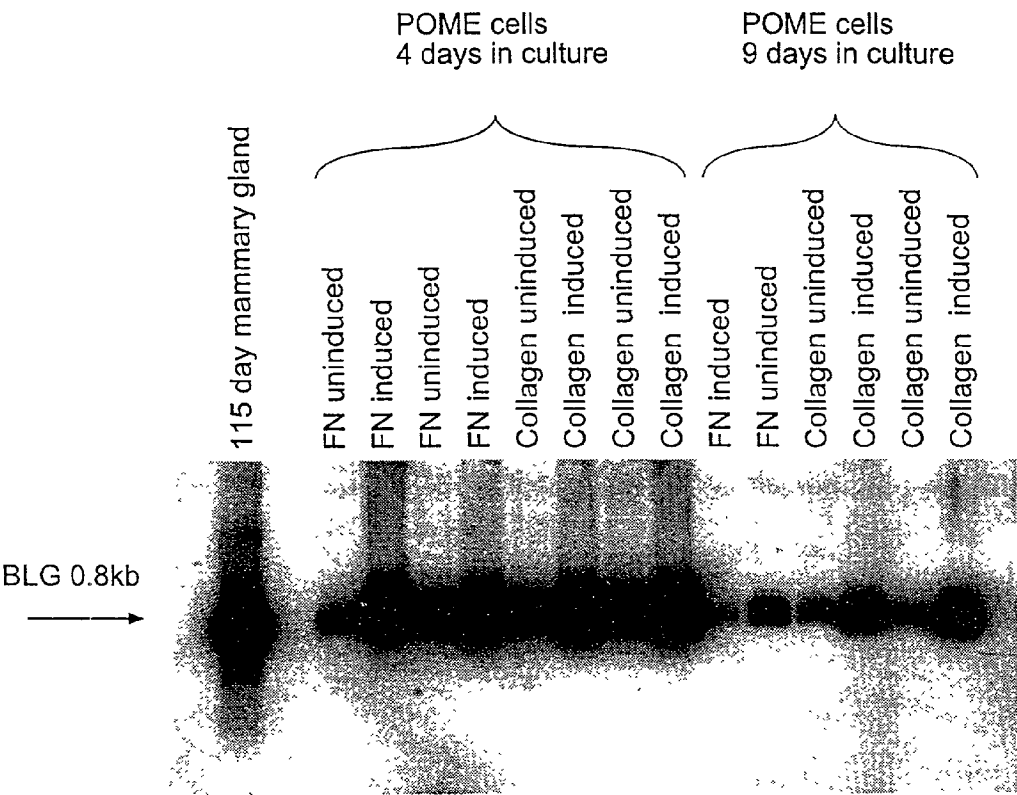 POME cells
4 days in culture
POME cells
9 days in culture
115 day mammary gland
FN uninduced
FN induced
FN uninduced
FN induced
Collagen uninduced
Collagen induced
Collagen uninduced
Collagen induced
FN induced
FN uninduced
Collagen uninduced
Collagen induced
Collagen uninduced
Collagen induced
BLG 0.8kb